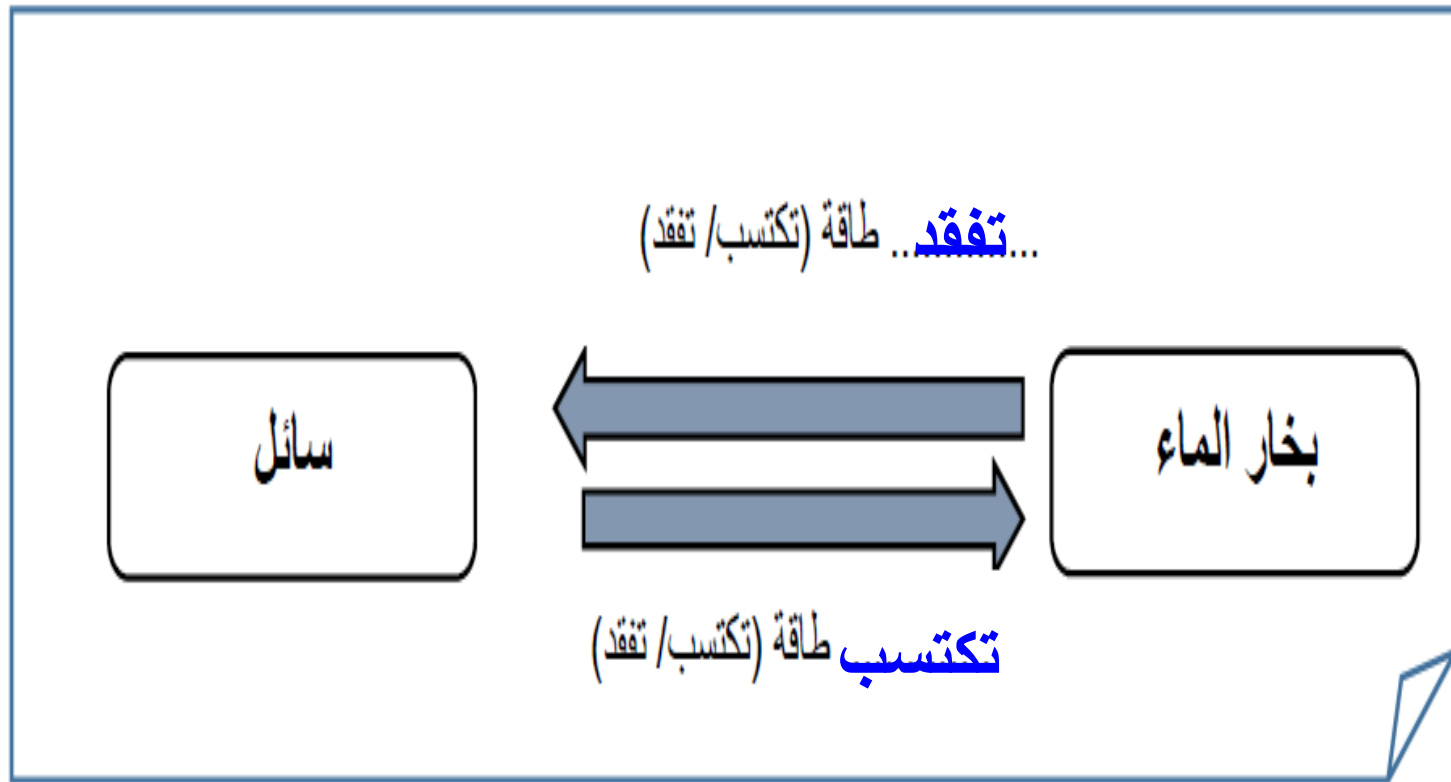 ...تفقد... طاقة (تكتسب/ تفقد)
بخار الماء
سائل
تكتسب طاقة (تكتسب/ تفقد)